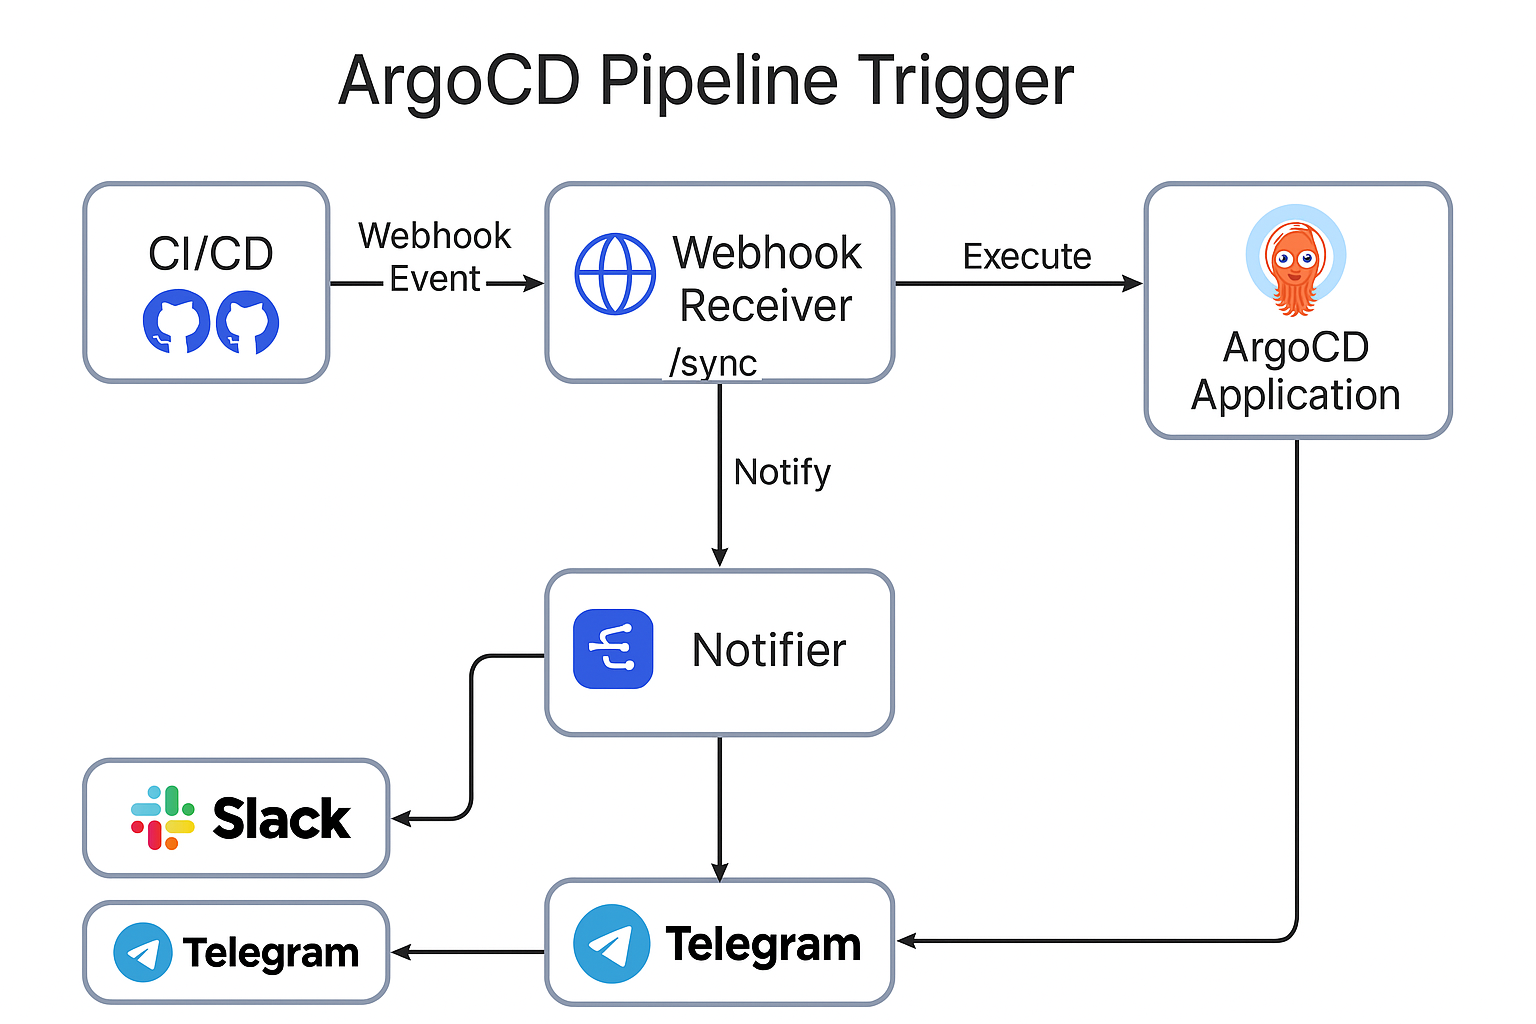 ArgoCD Pipeline Trigger
CI/CD
Webhook
Event
Webhook
Receiver
/sync
Execute
ArgoCD
Application
Notify
Notifier
Slack
Telegram
Telegram